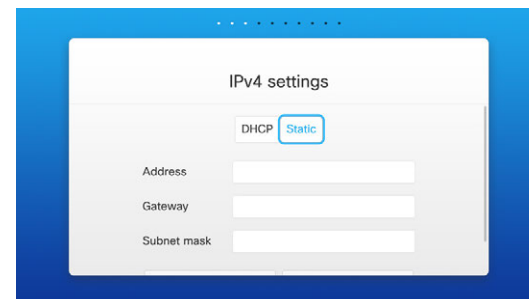 IPv4 settings
DHCP Static
Address
Gateway
Subnet mask